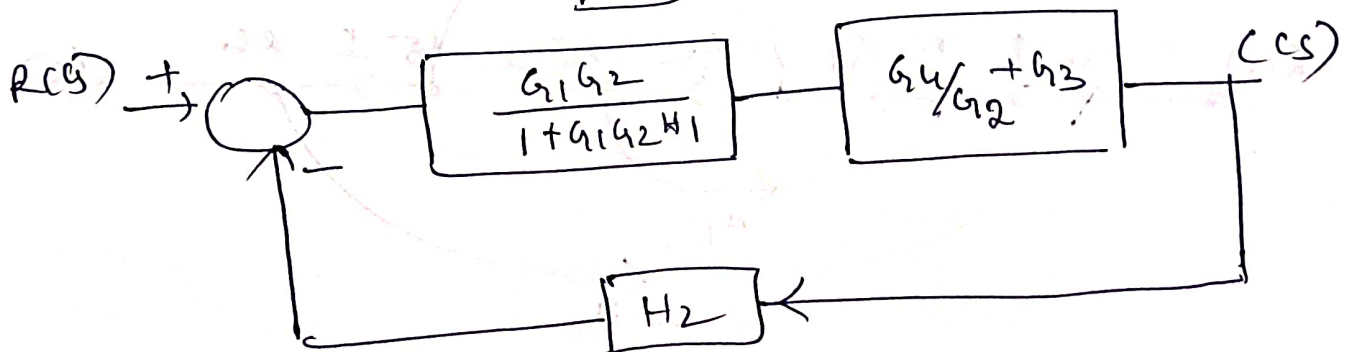 R(S) +
G1G2
1+G1G2H1
G4/G2 + G3
C(S)
-
H2